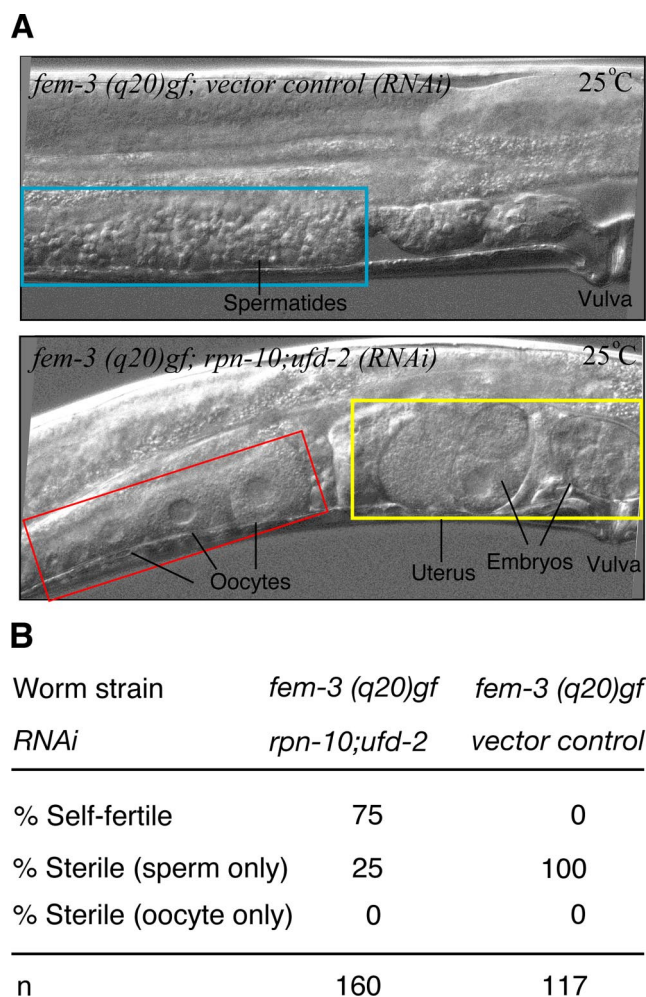 A
fem-3 (q20)gf; vector control (RNAi) 25°C
Spermatides Vulva
fem-3 (q20)gf; rpn-10;ufd-2 (RNAi) 25°C
Oocytes Uterus Embryos Vulva
B
Worm strain fem-3 (q20)gf fem-3 (q20)gf
RNAi rpn-10;ufd-2 vector control
% Self-fertile 75 0
% Sterile (sperm only) 25 100
% Sterile (oocyte only) 0 0
n 160 117